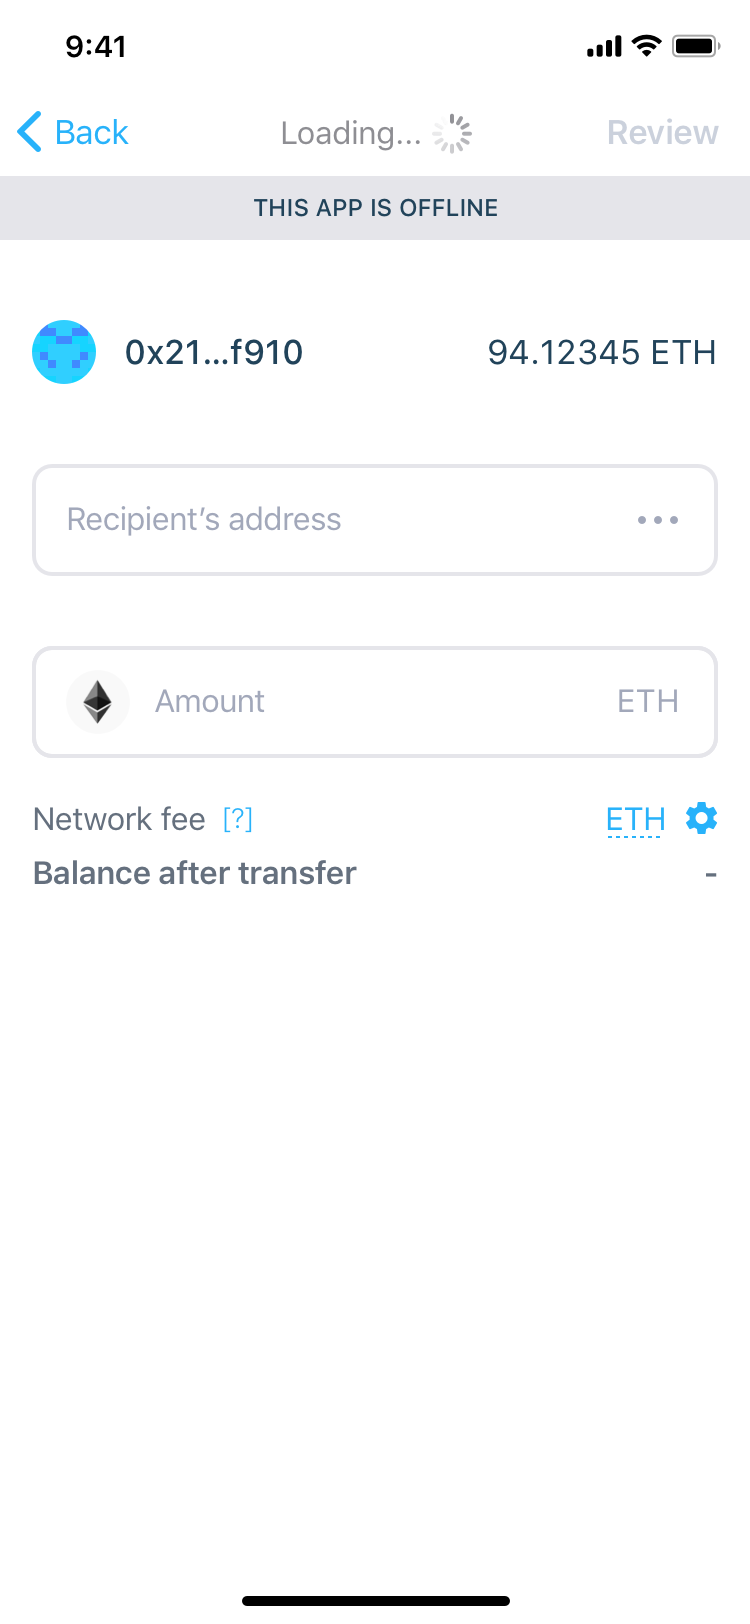 9:41
Back Loading... Review
THIS APP IS OFFLINE
0x21...f910 94.12345 ETH
Recipient’s address
Amount ETH
Network fee [?] ETH
Balance after transfer -